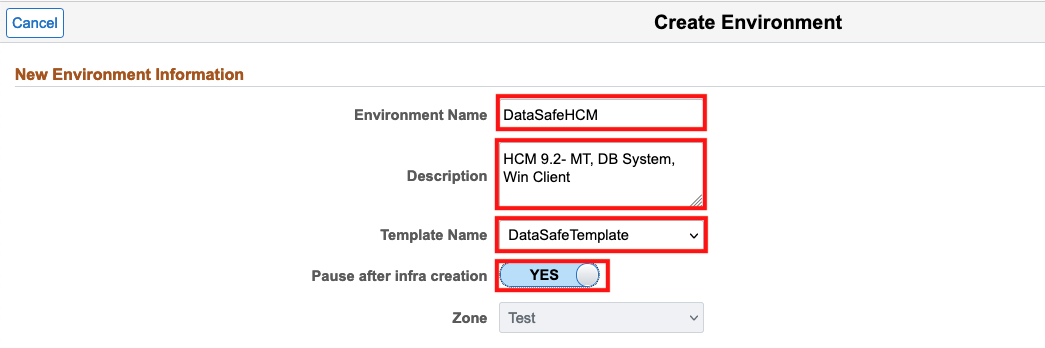 Cancel
Create Environment
New Environment Information
Environment Name DataSafeHCM
Description HCM 9.2- MT, DB System,
Win Client
Template Name DataSafeTemplate
Pause after infra creation YES
Zone Test